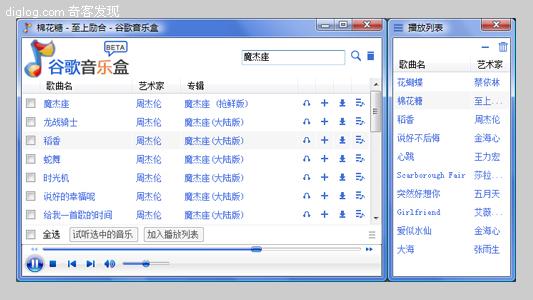 diglog.com 奇客发现
棉花糖 - 至上励合 - 谷歌音乐盒
谷歌音乐盒 BETA
魔杰座
歌曲名 艺术家 专辑
魔杰座 周杰伦 魔杰座 (抢鲜版)
龙战骑士 周杰伦 魔杰座 (大陆版)
稻香 周杰伦 魔杰座 (大陆版)
蛇舞 周杰伦 魔杰座 (大陆版)
时光机 周杰伦 魔杰座 (大陆版)
说好的幸福呢 周杰伦 魔杰座 (大陆版)
给我一首歌的时间 周杰伦 魔杰座 (大陆版)
全选 试听选中的音乐 加入播放列表
播放列表
歌曲名 艺术家
花蝴蝶 蔡依林
棉花糖 至上...
稻香 周杰伦
说好不后悔 金海心
心跳 王力宏
Scarborough Fair 莎拉...
突然好想你 五月天
Girlfriend 艾薇...
爱似水仙 金海心
大海 张雨生